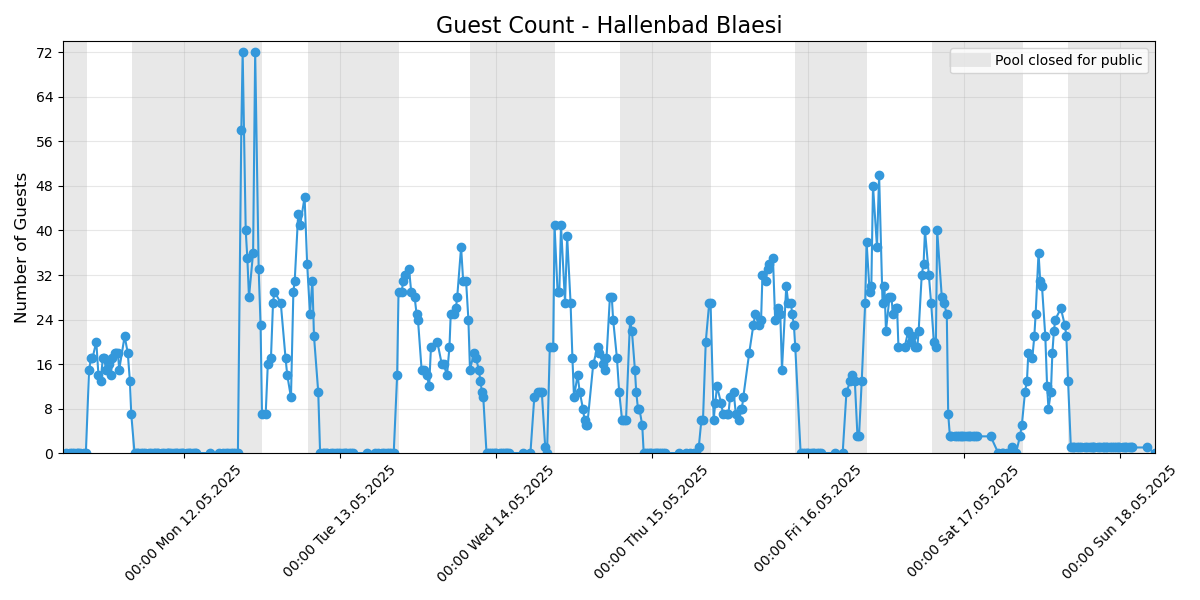 Guest Count - Hallenbad Blaesi
Pool closed for public
Number of Guests
72
64
56
48
40
32
24
16
8
0
00:00 Mon 12.05.2025
00:00 Tue 13.05.2025
00:00 Wed 14.05.2025
00:00 Thu 15.05.2025
00:00 Fri 16.05.2025
00:00 Sat 17.05.2025
00:00 Sun 18.05.2025